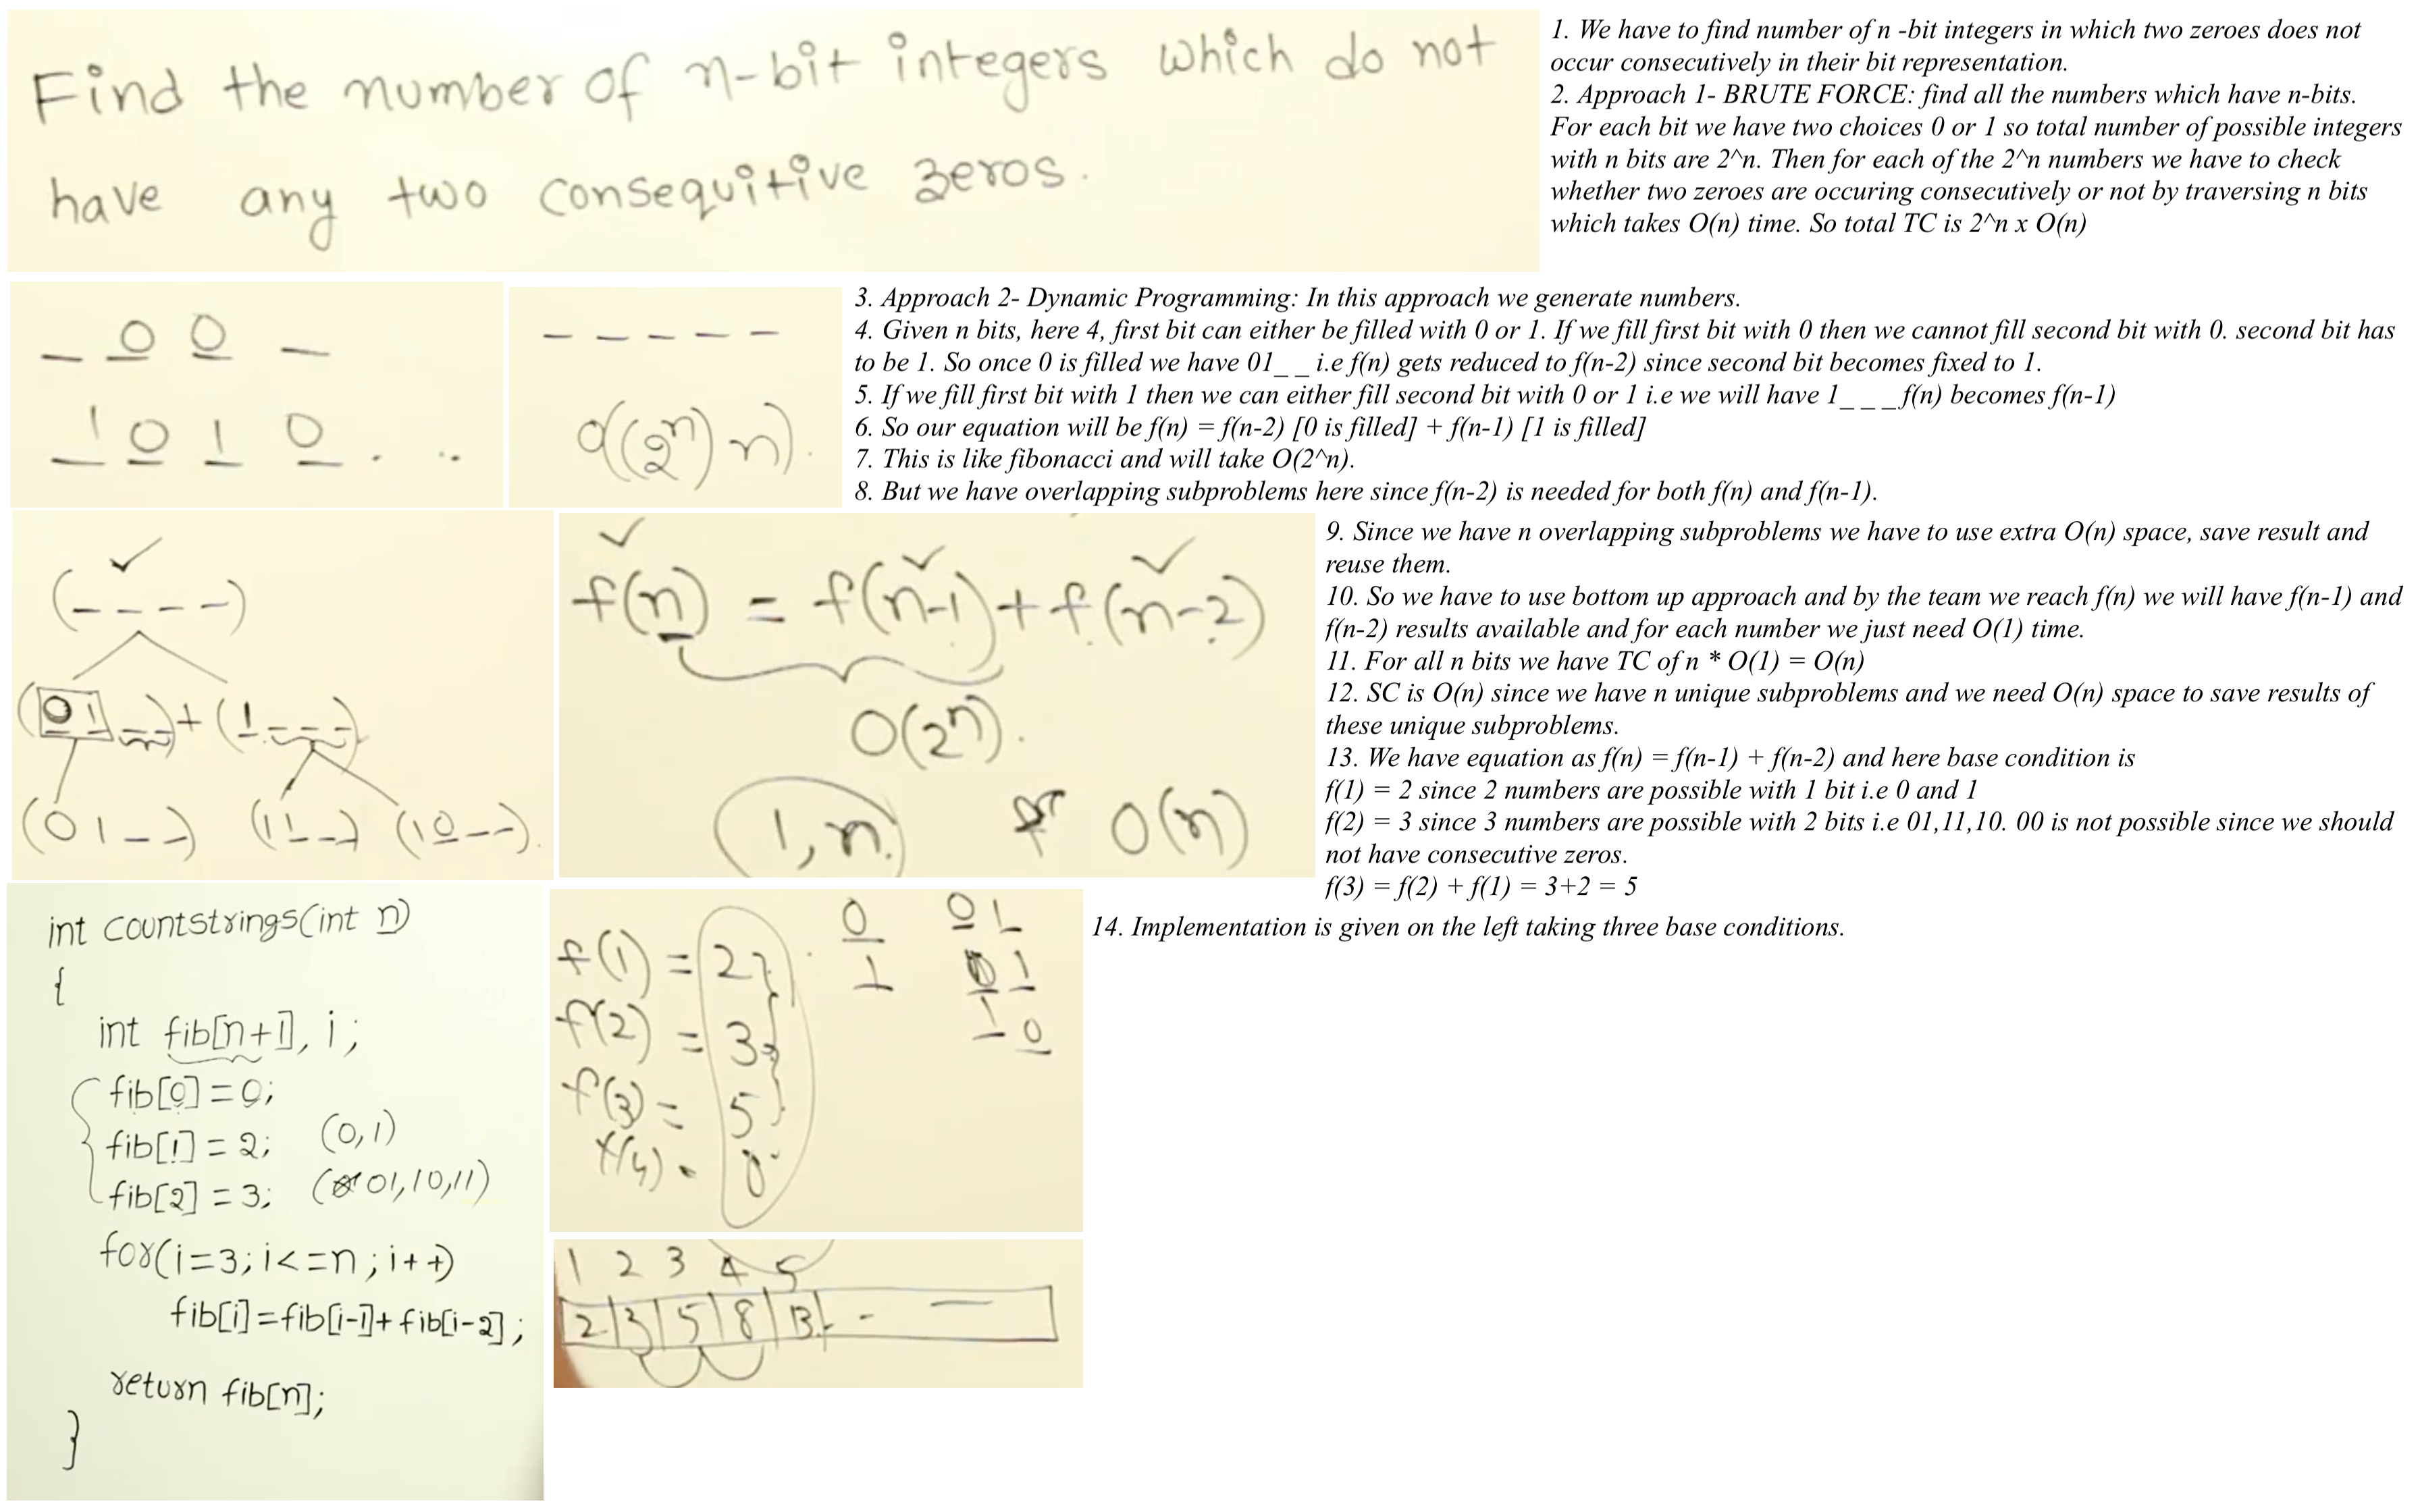 Find the number of n-bit integers which do not
have any two consequitive zeros.
1. We have to find number of n -bit integers in which two zeroes does not
occur consecutively in their bit representation.
2. Approach 1- BRUTE FORCE: find all the numbers which have n-bits.
For each bit we have two choices 0 or 1 so total number of possible integers
with n bits are 2^n. Then for each of the 2^n numbers we have to check
whether two zeroes are occuring consecutively or not by traversing n bits
which takes O(n) time. So total TC is 2^n x O(n)
_ 0 0 _
1 0 1 0 . ..
_ _ _ _ _
O((2^n) n).
3. Approach 2- Dynamic Programming: In this approach we generate numbers.
4. Given n bits, here 4, first bit can either be filled with 0 or 1. If we fill first bit with 0 then we cannot fill second bit with 0. second bit has
to be 1. So once 0 is filled we have 01_ _ i.e f(n) gets reduced to f(n-2) since second bit becomes fixed to 1.
5. If we fill first bit with 1 then we can either fill second bit with 0 or 1 i.e we will have 1_ _ _f(n) becomes f(n-1)
6. So our equation will be f(n) = f(n-2) [0 is filled] + f(n-1) [1 is filled]
7. This is like fibonacci and will take O(2^n).
8. But we have overlapping subproblems here since f(n-2) is needed for both f(n) and f(n-1).
(_ _ _ _)
(0 1 _ _) + (1 _ _ _)
(0 1 _ _) (1 1 _ _) (1 0 _ _).
f(n) = f(n-1) + f(n-2)
O(2^n).
1, n. O(n)
9. Since we have n overlapping subproblems we have to use extra O(n) space, save result and
reuse them.
10. So we have to use bottom up approach and by the team we reach f(n) we will have f(n-1) and
f(n-2) results available and for each number we just need O(1) time.
11. For all n bits we have TC of n * O(1) = O(n)
12. SC is O(n) since we have n unique subproblems and we need O(n) space to save results of
these unique subproblems.
13. We have equation as f(n) = f(n-1) + f(n-2) and here base condition is
f(1) = 2 since 2 numbers are possible with 1 bit i.e 0 and 1
f(2) = 3 since 3 numbers are possible with 2 bits i.e 01,11,10. 00 is not possible since we should
not have consecutive zeros.
f(3) = f(2) + f(1) = 3+2 = 5
int countstrings(int n)
{
int fib[n+1], i;
fib[0] = 0;
fib[1] = 2; (0,1)
fib[2] = 3; (01,10,11)
for(i=3; i<=n; i++)
fib[i]=fib[i-1]+fib[i-2];
return fib[n];
}
f(1) = 2 0 0 1
f(2) = 3 1 1
f(3) = 5 1 0
f(4) = 8
14. Implementation is given on the left taking three base conditions.
1 2 3 4 5
2 3 5 8 13 - —